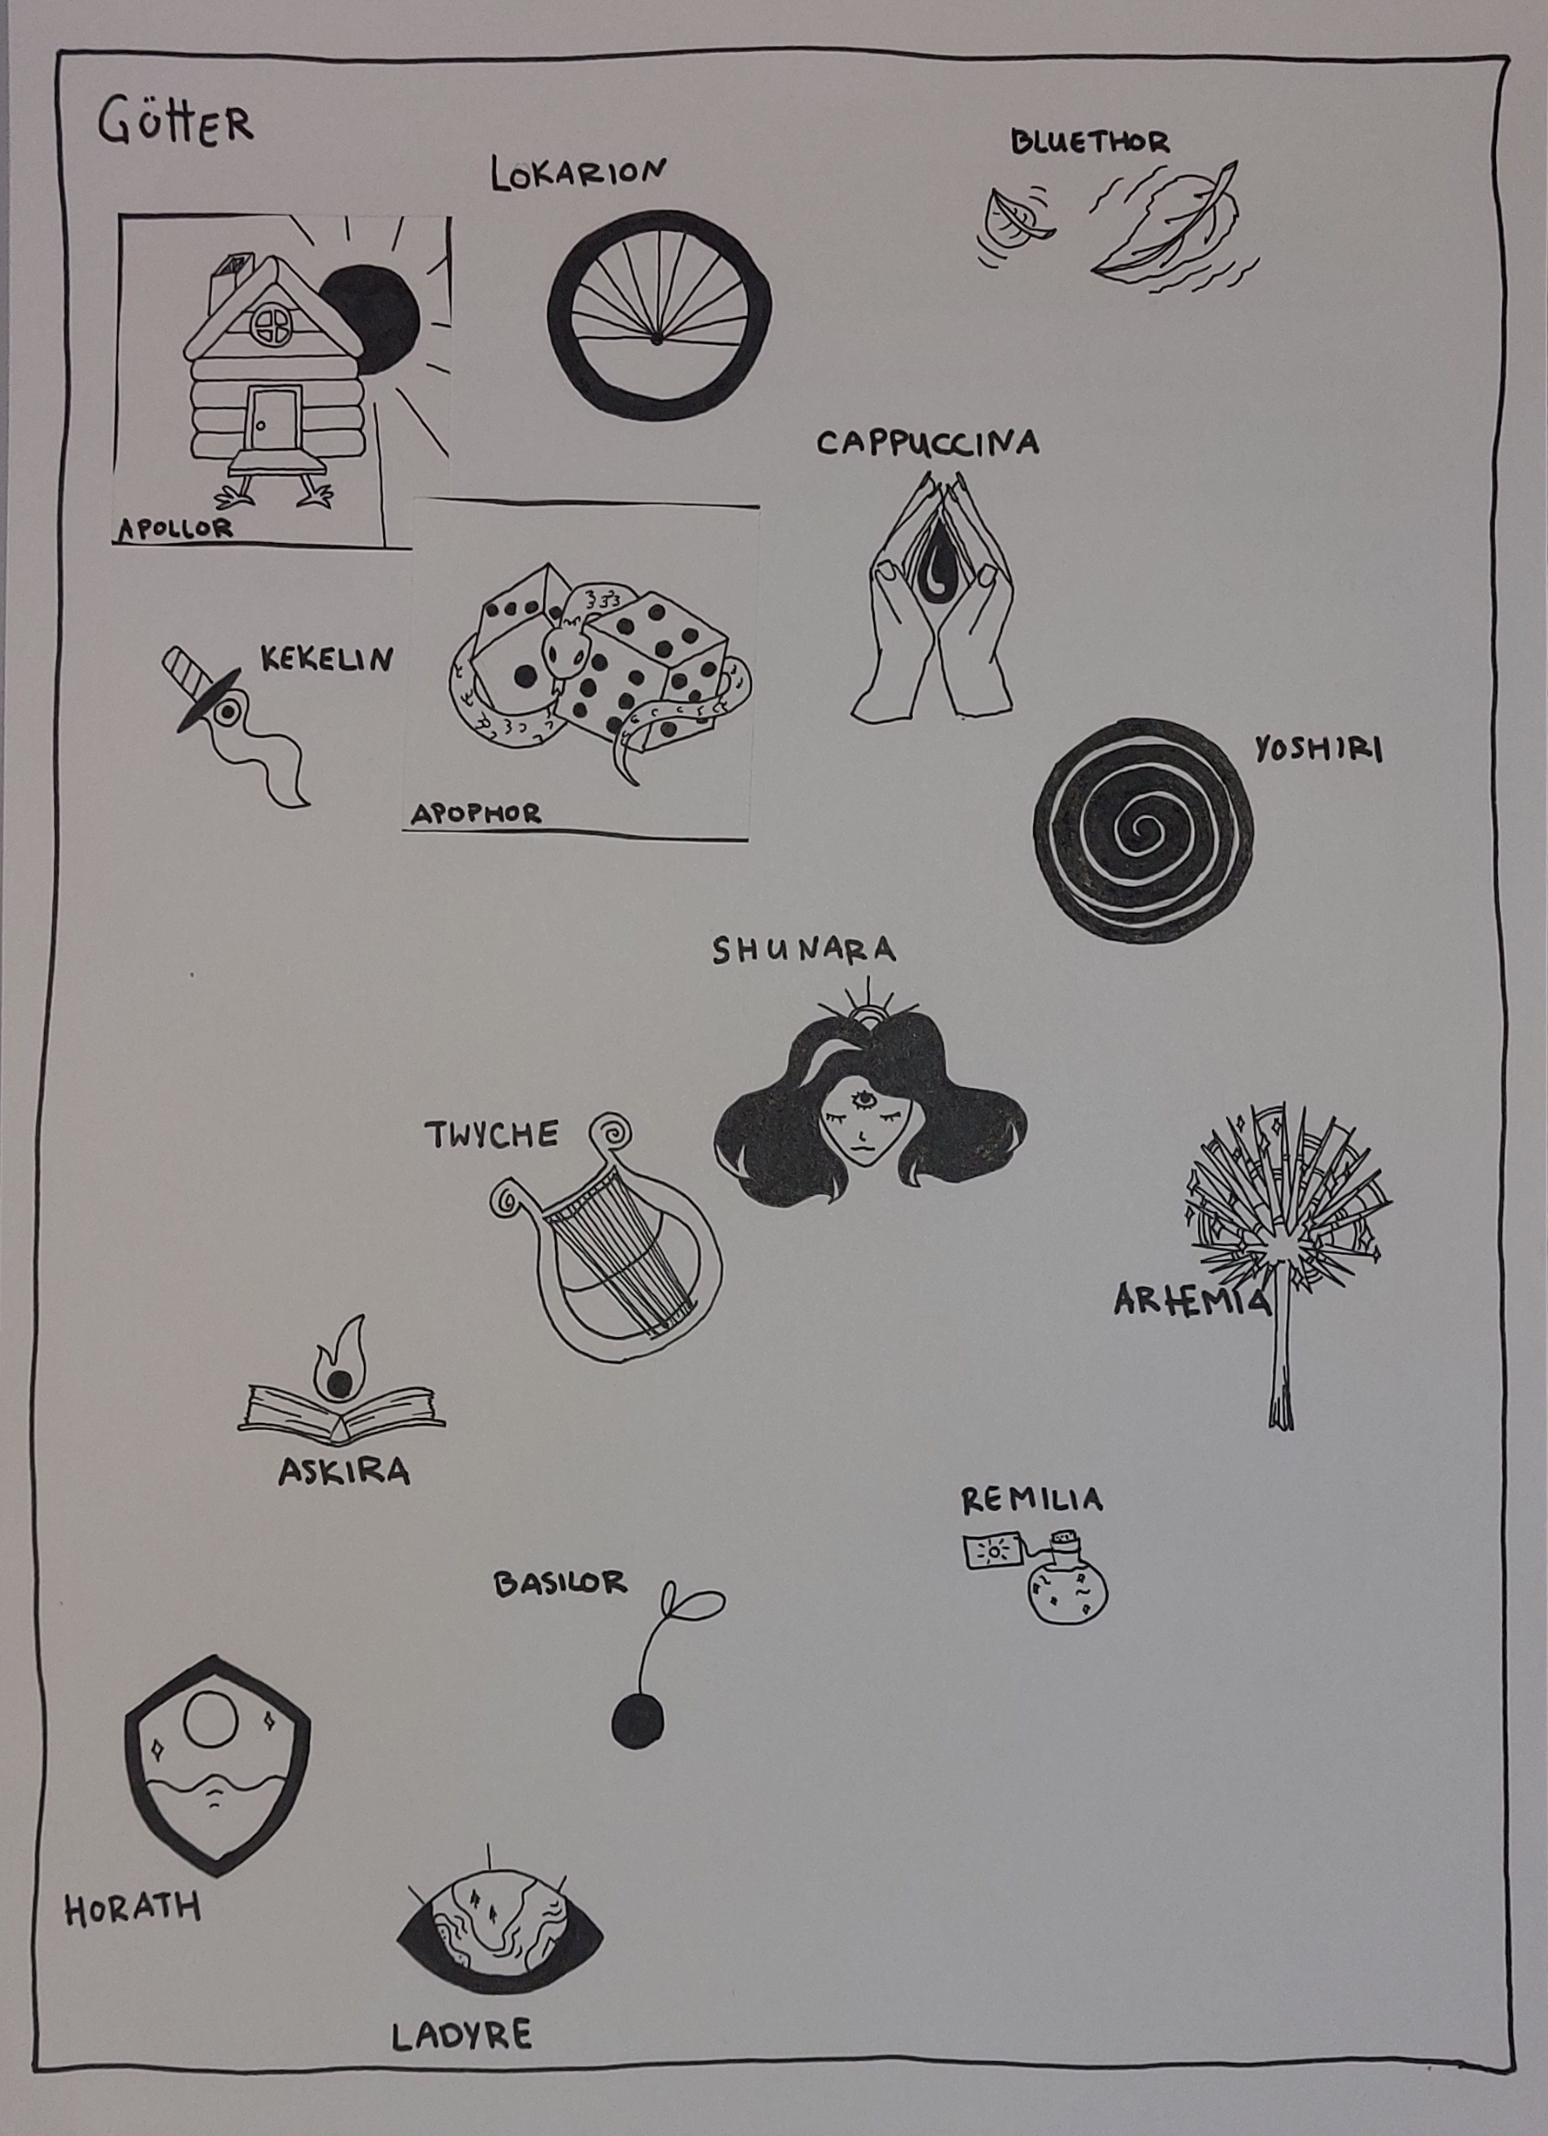 GÖTTER
LOKARION
BLUETHOR
APOLLOR
CAPPUCCINA
KEKELIN
APOPHOR
YOSHIRI
SHUNARA
TWYCHE
ARTEMIA
ASKIRA
REMILIA
BASILOR
HORATH
LADYRE